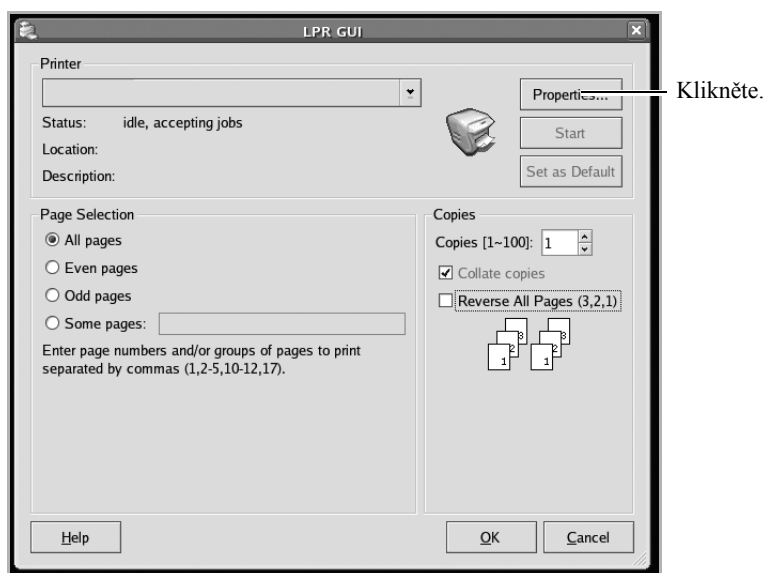 LPR GUI
Printer
Properties...
Klikněte.
Status: idle, accepting jobs
Start
Location:
Description:
Set as Default
Page Selection
All pages
Even pages
Odd pages
Some pages:
Enter page numbers and/or groups of pages to print
separated by commas (1,2-5,10-12,17).
Copies
Copies [1~100]: 1
Collate copies
Reverse All Pages (3,2,1)
3 3
2 2
1 1
Help
OK
Cancel